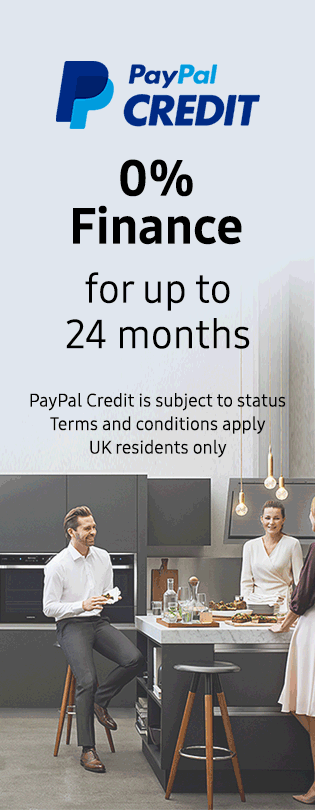 PayPal
CREDIT
0%
Finance
for up to
24 months
PayPal Credit is subject to status
Terms and conditions apply
UK residents only